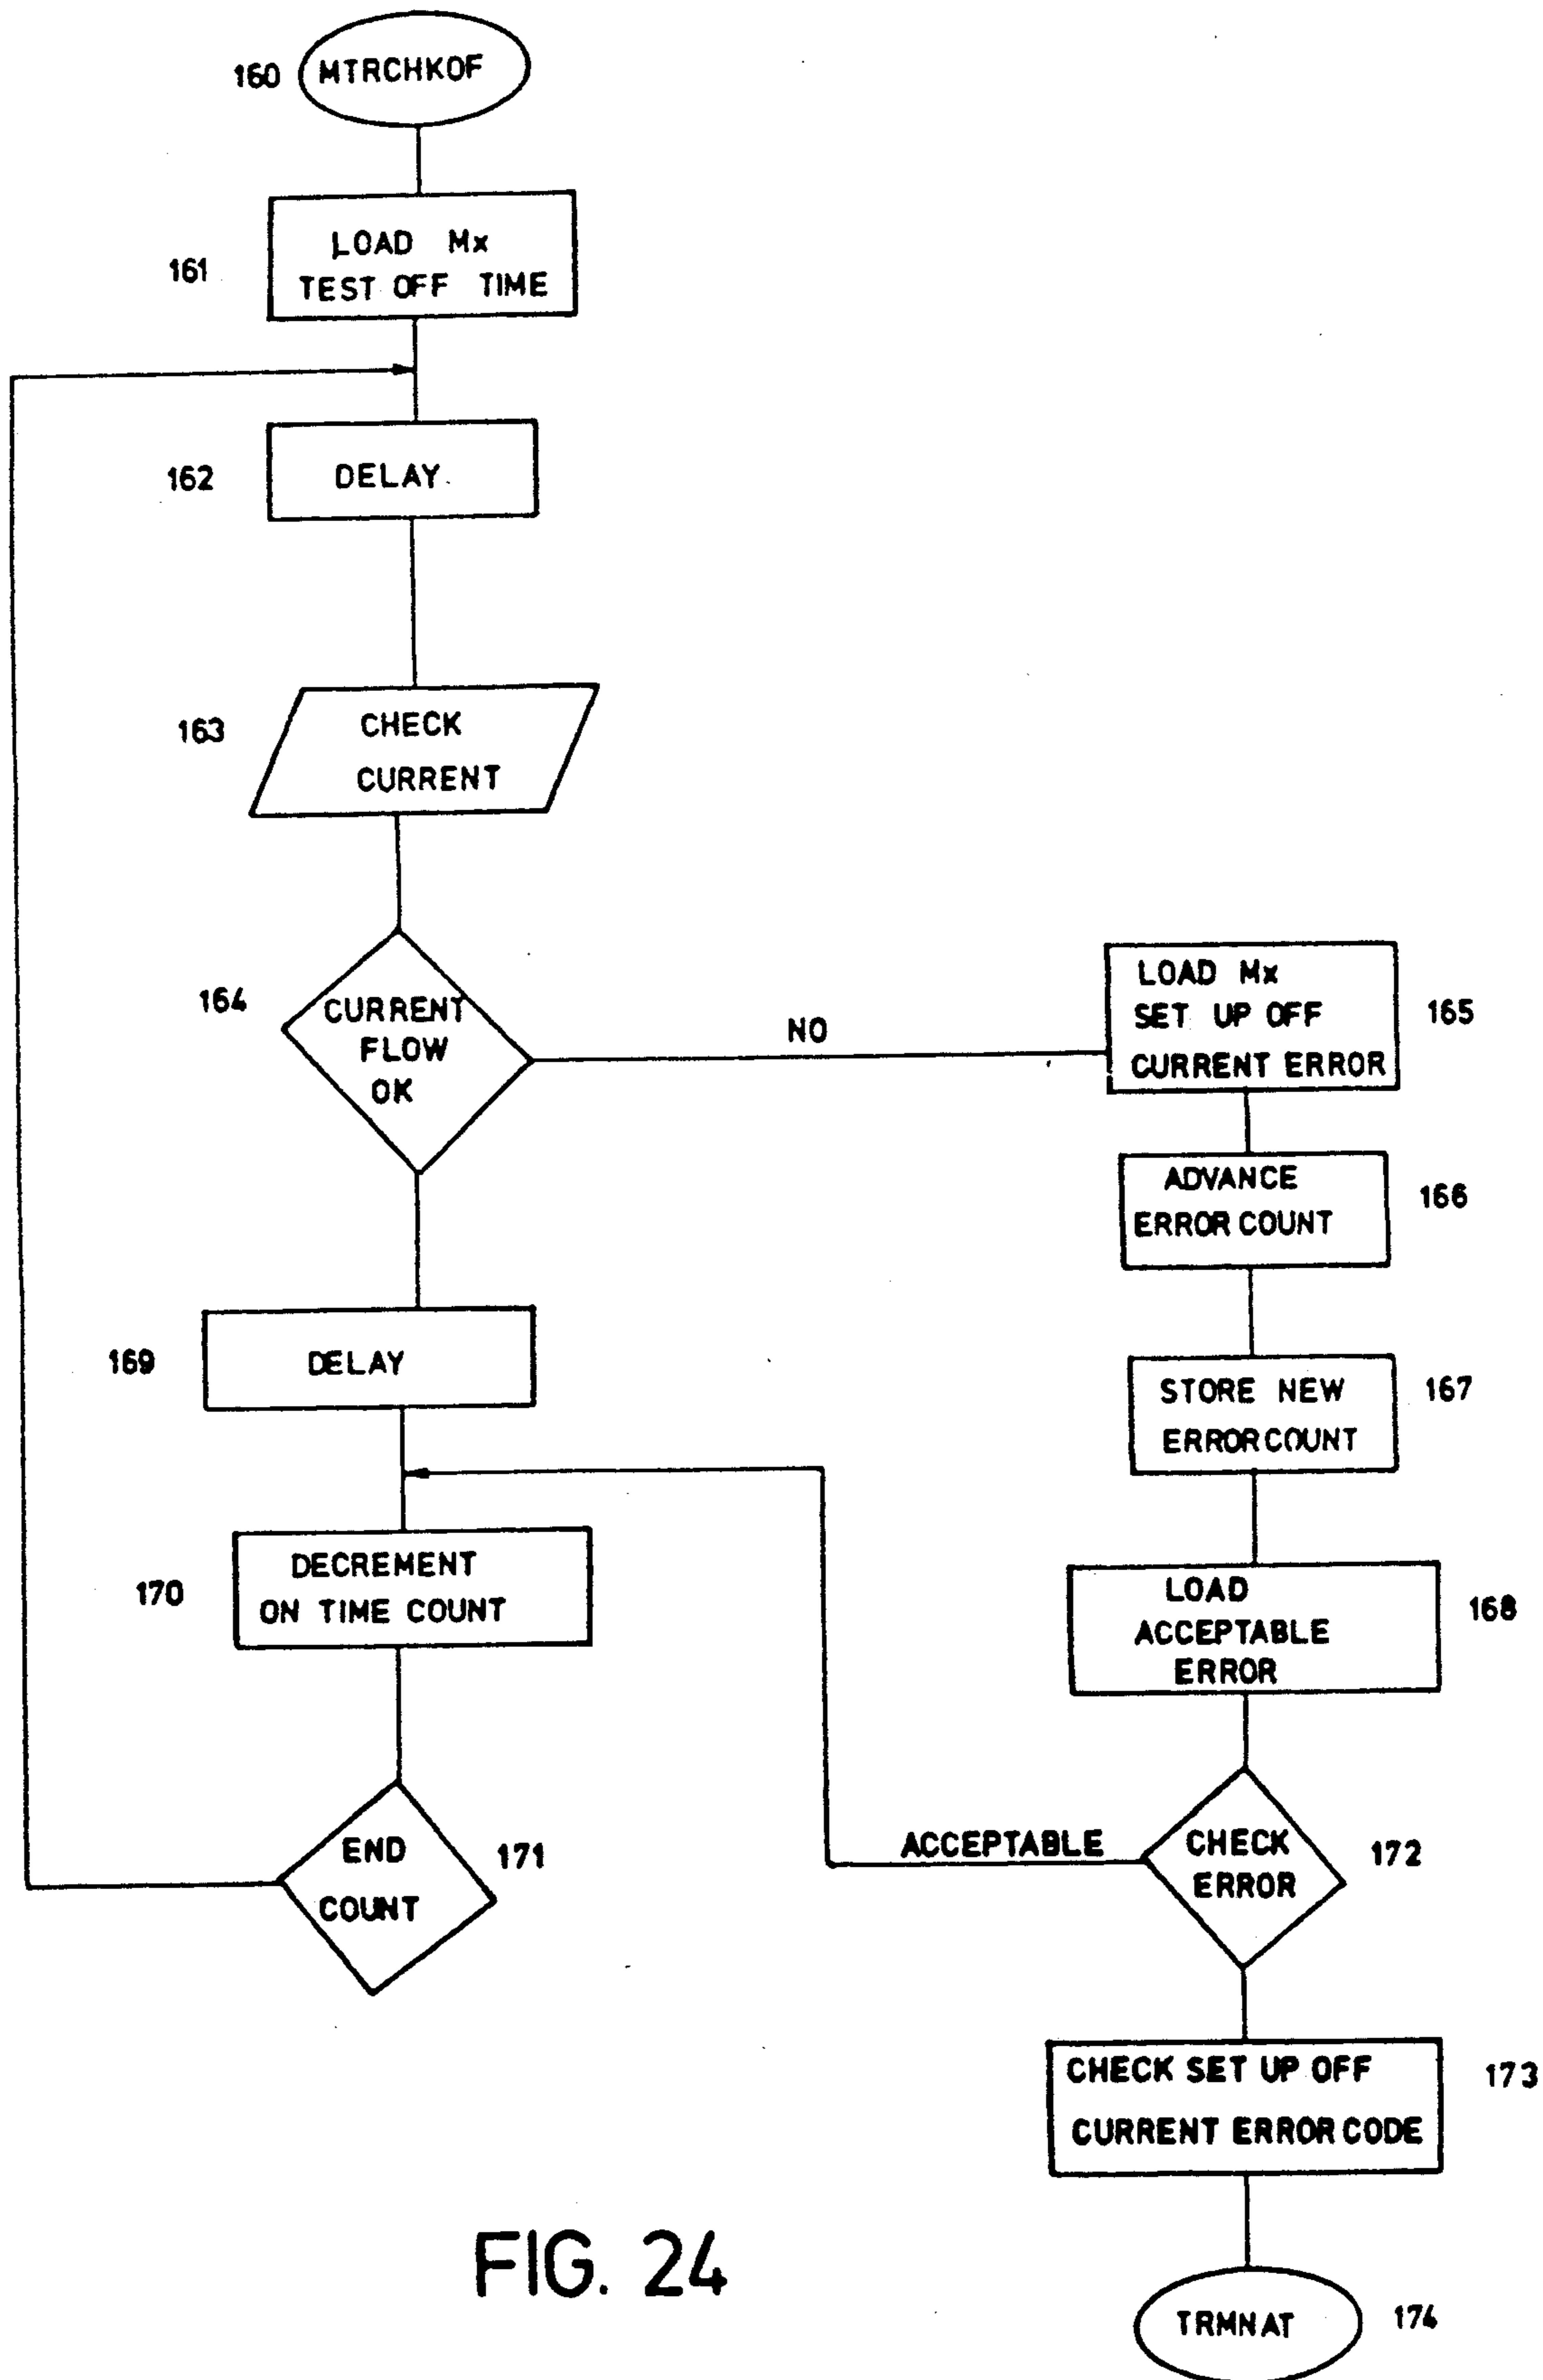 160 MTRCHKOF
161
LOAD Mx
TEST OFF TIME
162 DELAY
163
CHECK
CURRENT
164
CURRENT
FLOW
OK
NO
LOAD Mx
SET UP OFF
CURRENT ERROR
165
ADVANCE
ERROR COUNT
166
STORE NEW
ERROR COUNT
167
LOAD
ACCEPTABLE
ERROR
168
169 DELAY
170
DECREMENT
ON TIME COUNT
END
COUNT
171
ACCEPTABLE
CHECK
ERROR
172
CHECK SET UP OFF
CURRENT ERROR CODE
173
TRMNAT 174
FIG. 24